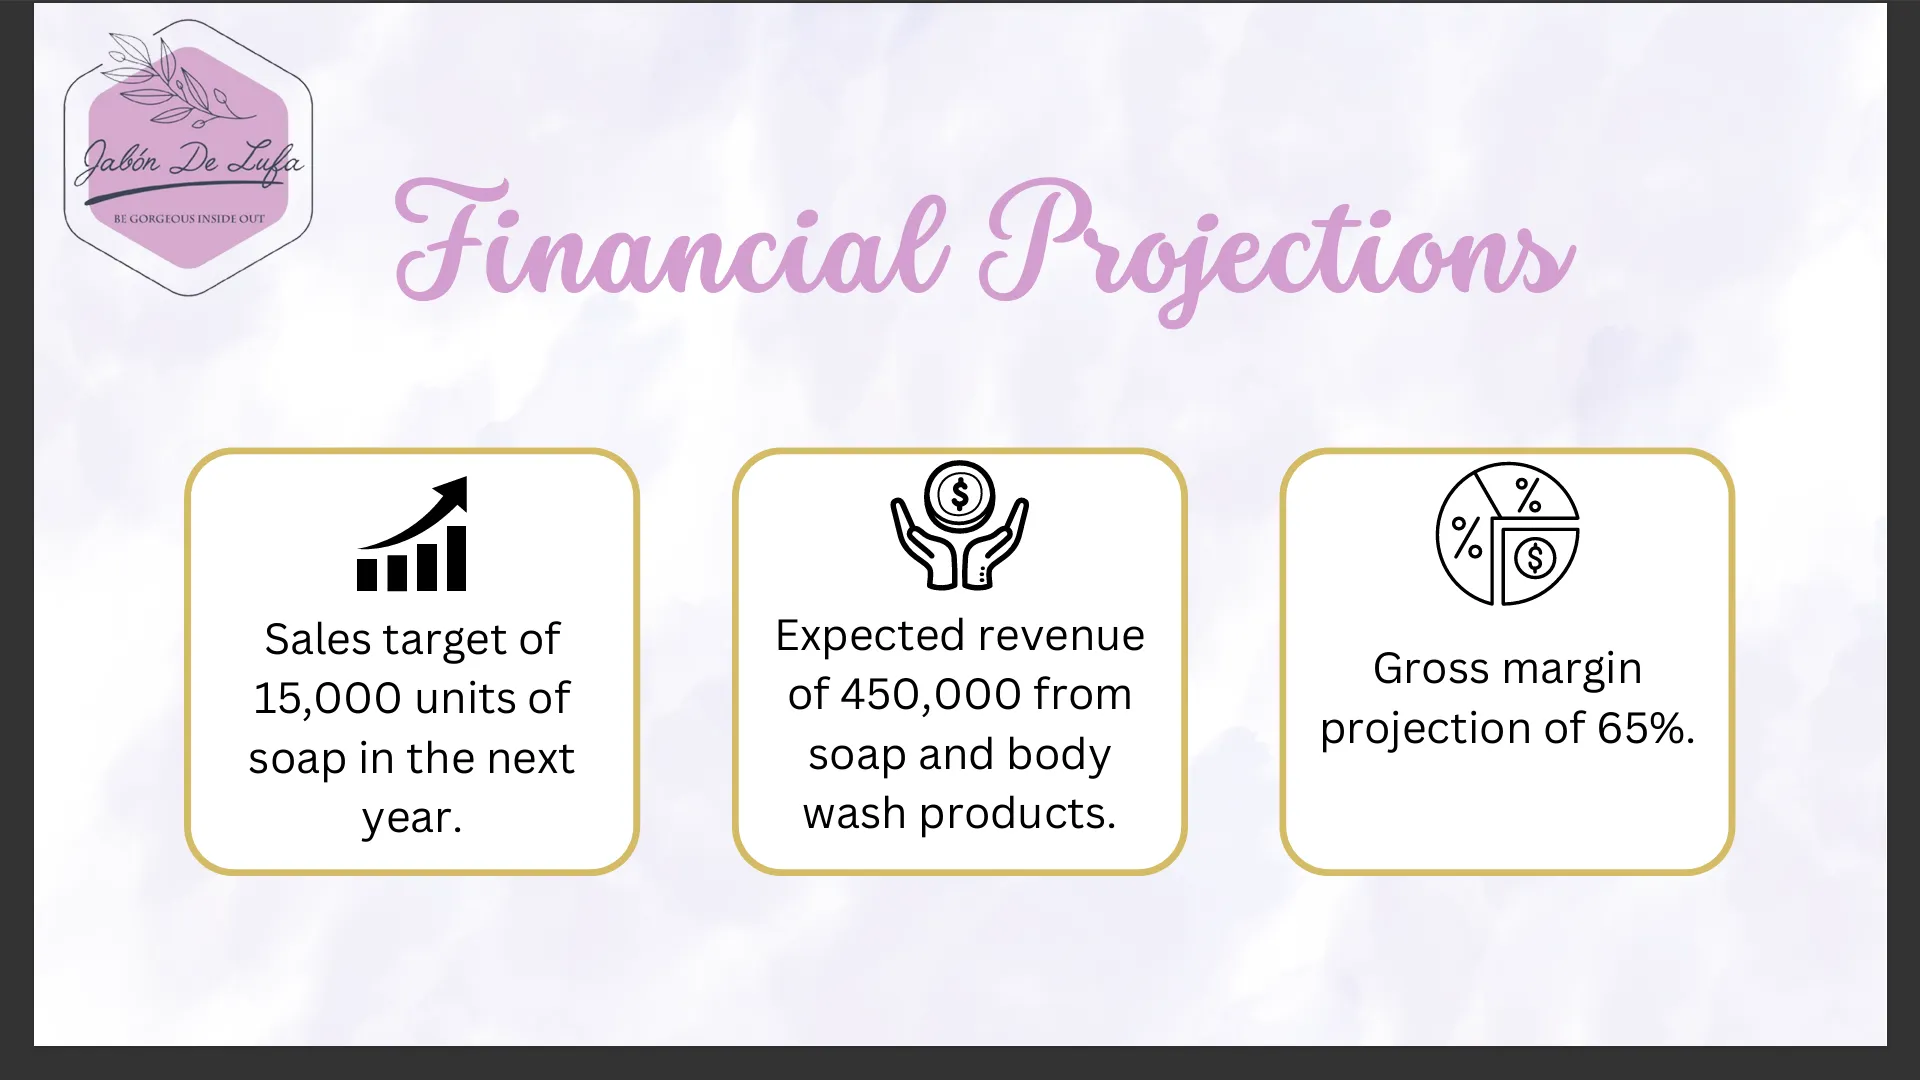 Jabón De Lufa
BE GORGEOUS INSIDE OUT
Financial Projections
Sales target of
15,000 units of
soap in the next
year.
$
Expected revenue
of 450,000 from
soap and body
wash products.
%
%
$
Gross margin
projection of 65%.